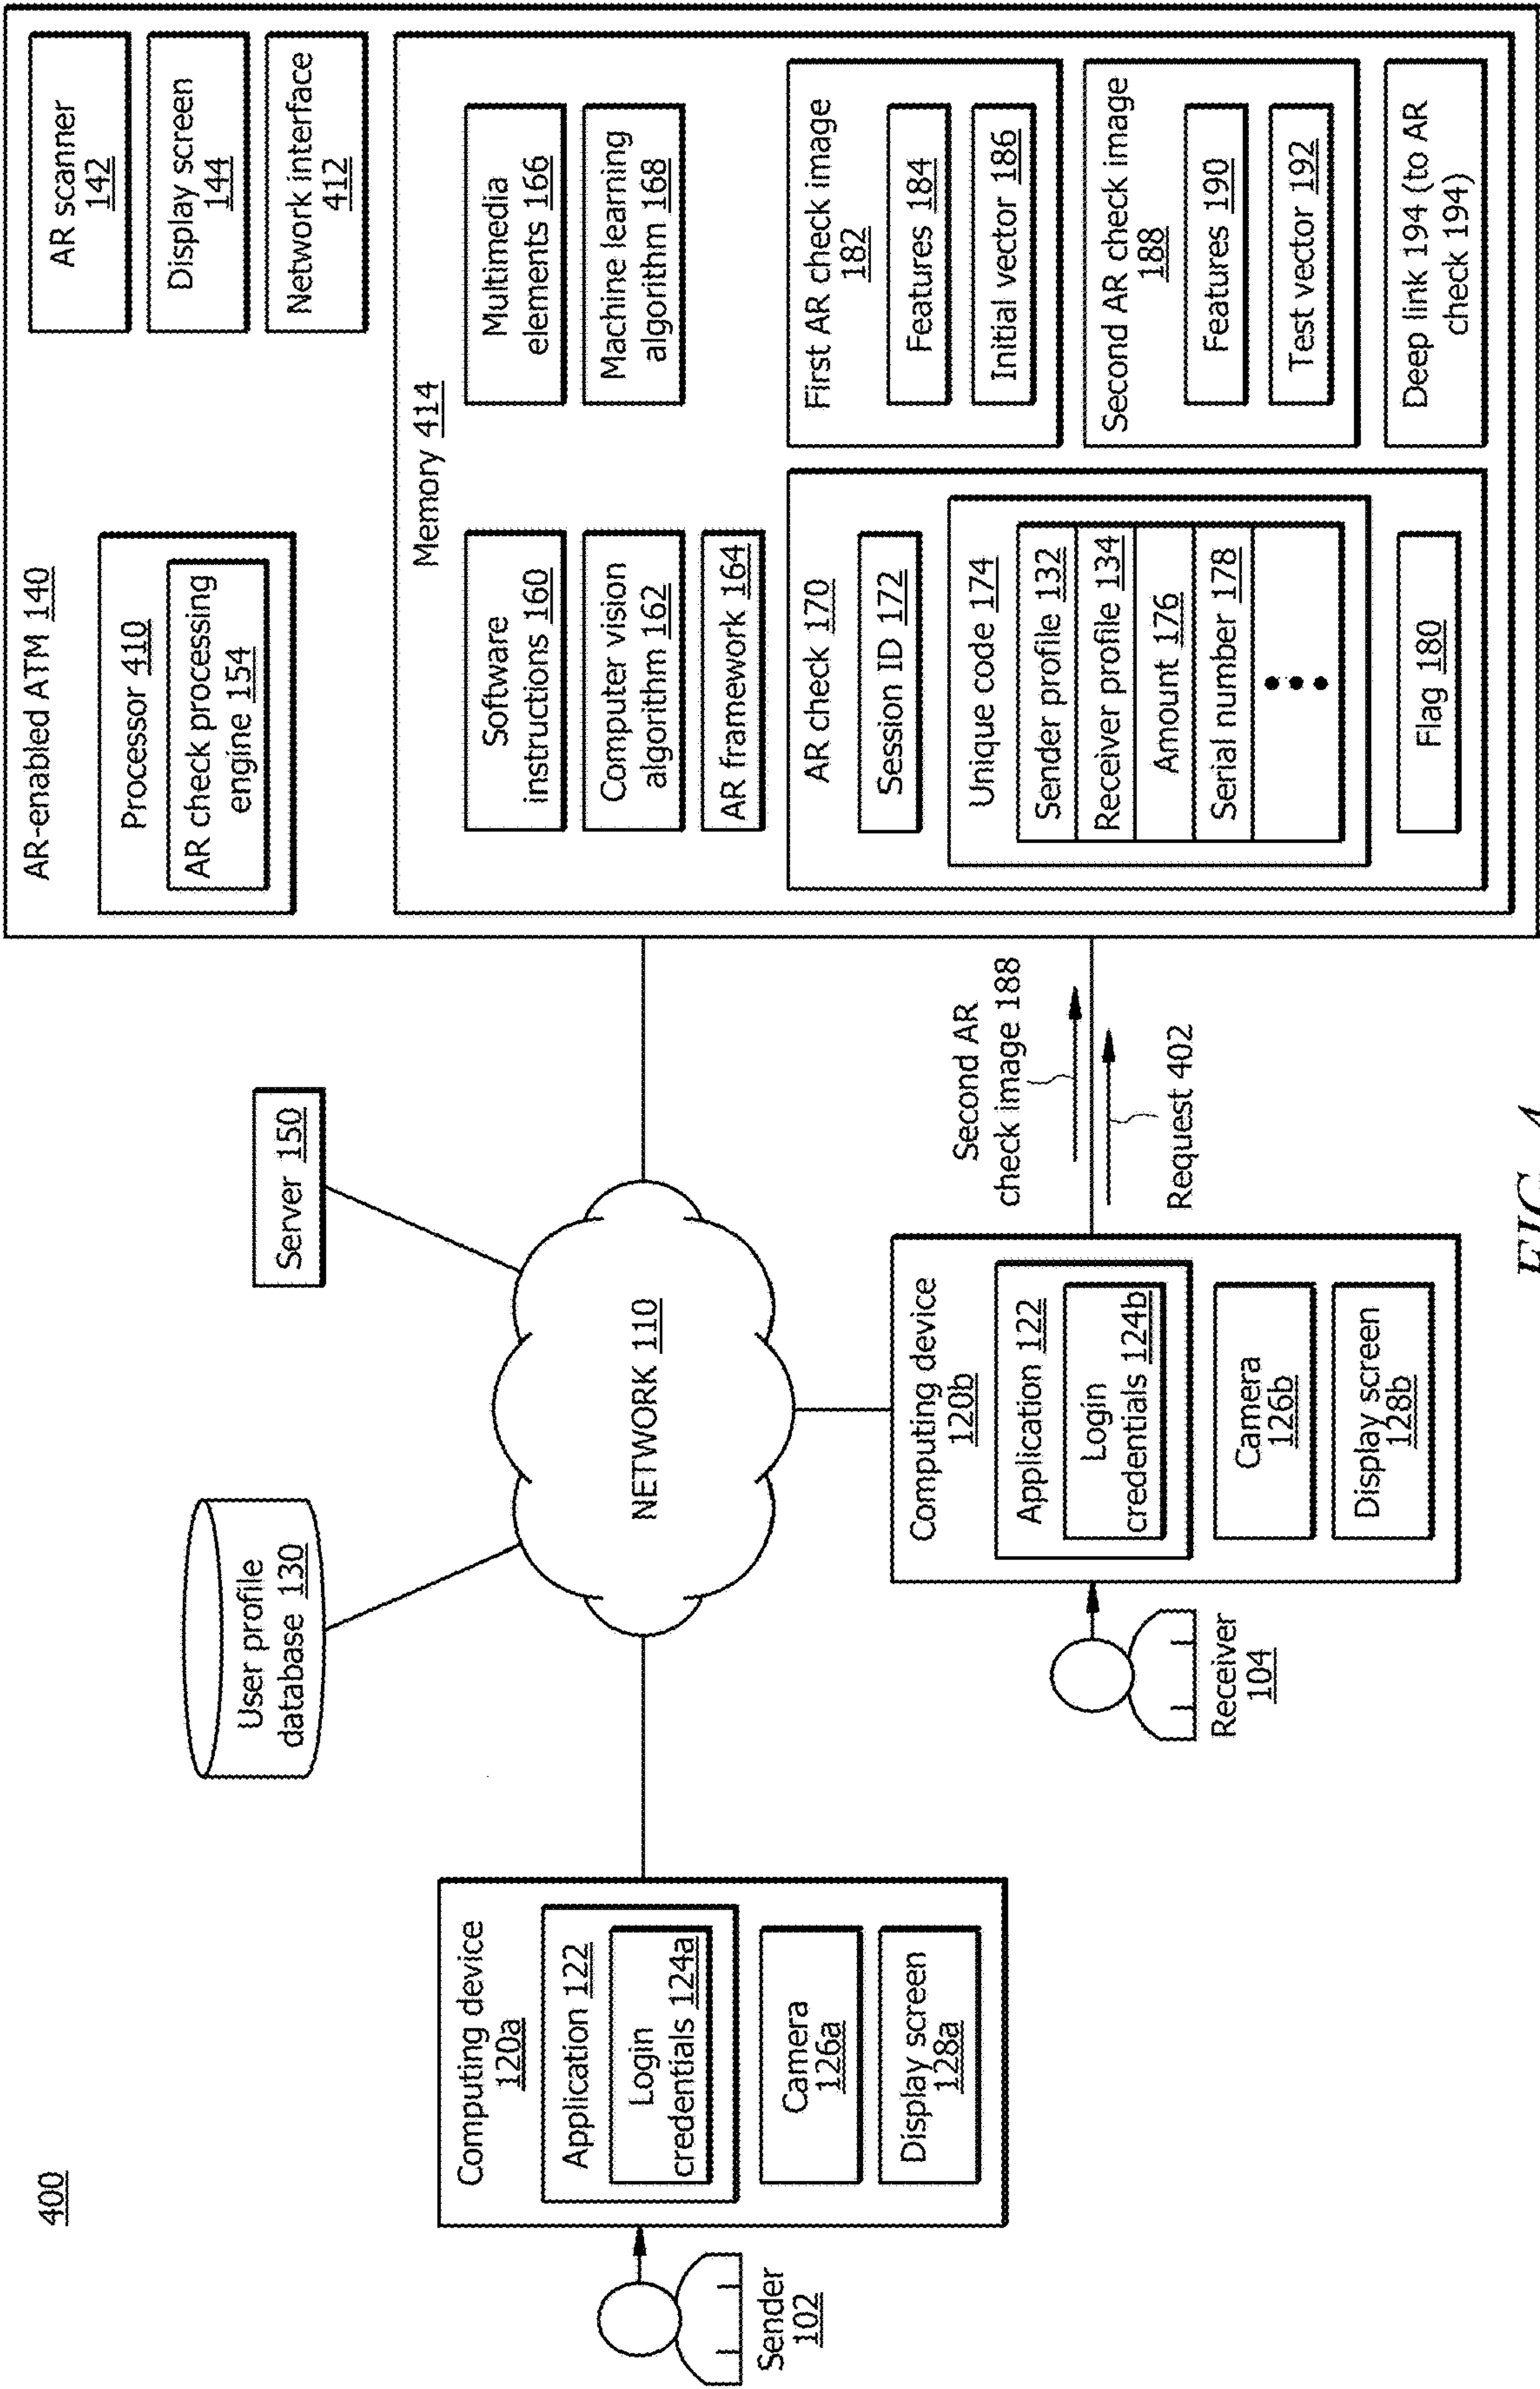 400
Sender
102
Computing device
120a
Application 122
Login
credentials 124a
Camera
126a
Display screen
128a
User profile
database 130
Server 150
NETWORK 110
Receiver
104
Computing device
120b
Application 122
Login
credentials 124b
Camera
126b
Display screen
128b
Second AR
check image 188
Request 402
AR-enabled ATM 140
Processor 410
AR check processing
engine 154
AR scanner
142
Display screen
144
Network interface
412
Memory 414
Software
instructions 160
Computer vision
algorithm 162
AR framework 164
Multimedia
elements 166
Machine learning
algorithm 168
AR check 170
Session ID 172
Unique code 174
Sender profile 132
Receiver profile 134
Amount 176
Serial number 178
Flag 180
First AR check image
182
Features 184
Initial vector 186
Second AR check image
188
Features 190
Test vector 192
Deep link 194 (to AR
check 194)
FIG. 4